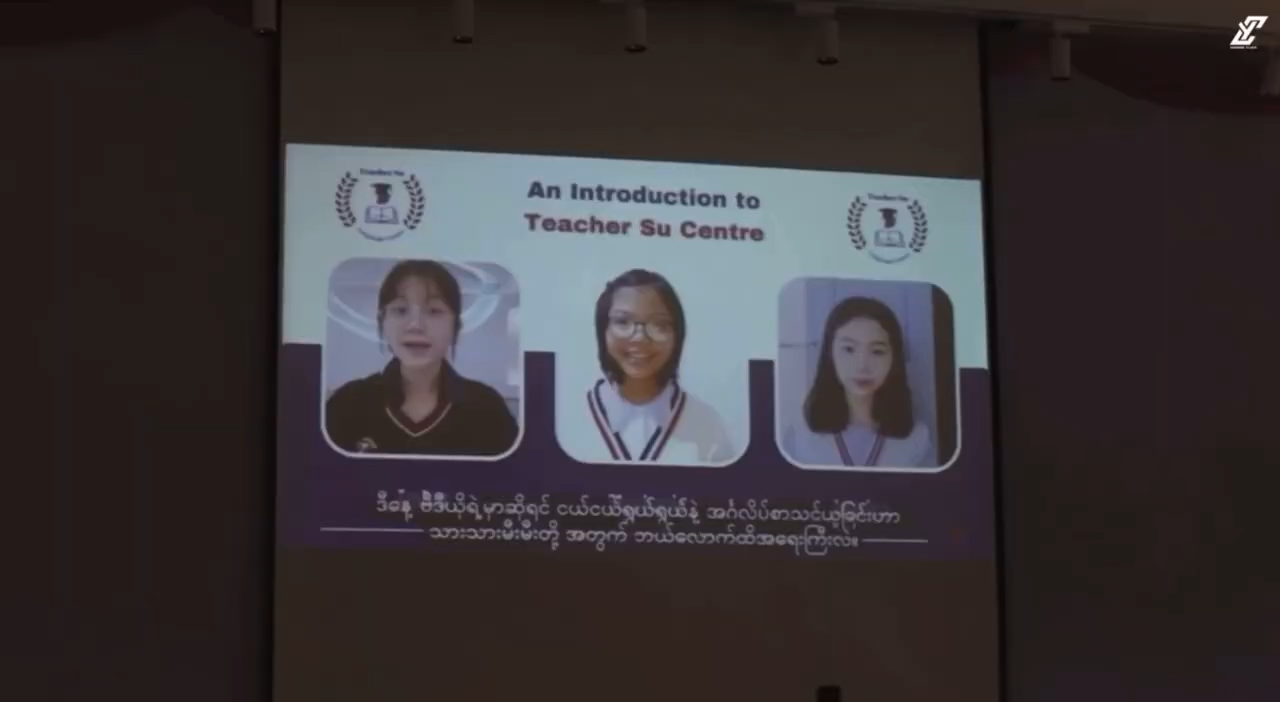 An Introduction to
Teacher Su Centre
ဒီနေ့ ဗီဒီယိုရဲ့မှာဆိုရင် ငယ်ငယ်ရွယ်ရွယ်နဲ့ အင်္ဂလိပ်စာသင်ယူခြင်းဟာ
သားသားမီးမီးတို့ အတွက် ဘယ်လောက်ထိအရေးကြီးလဲ။